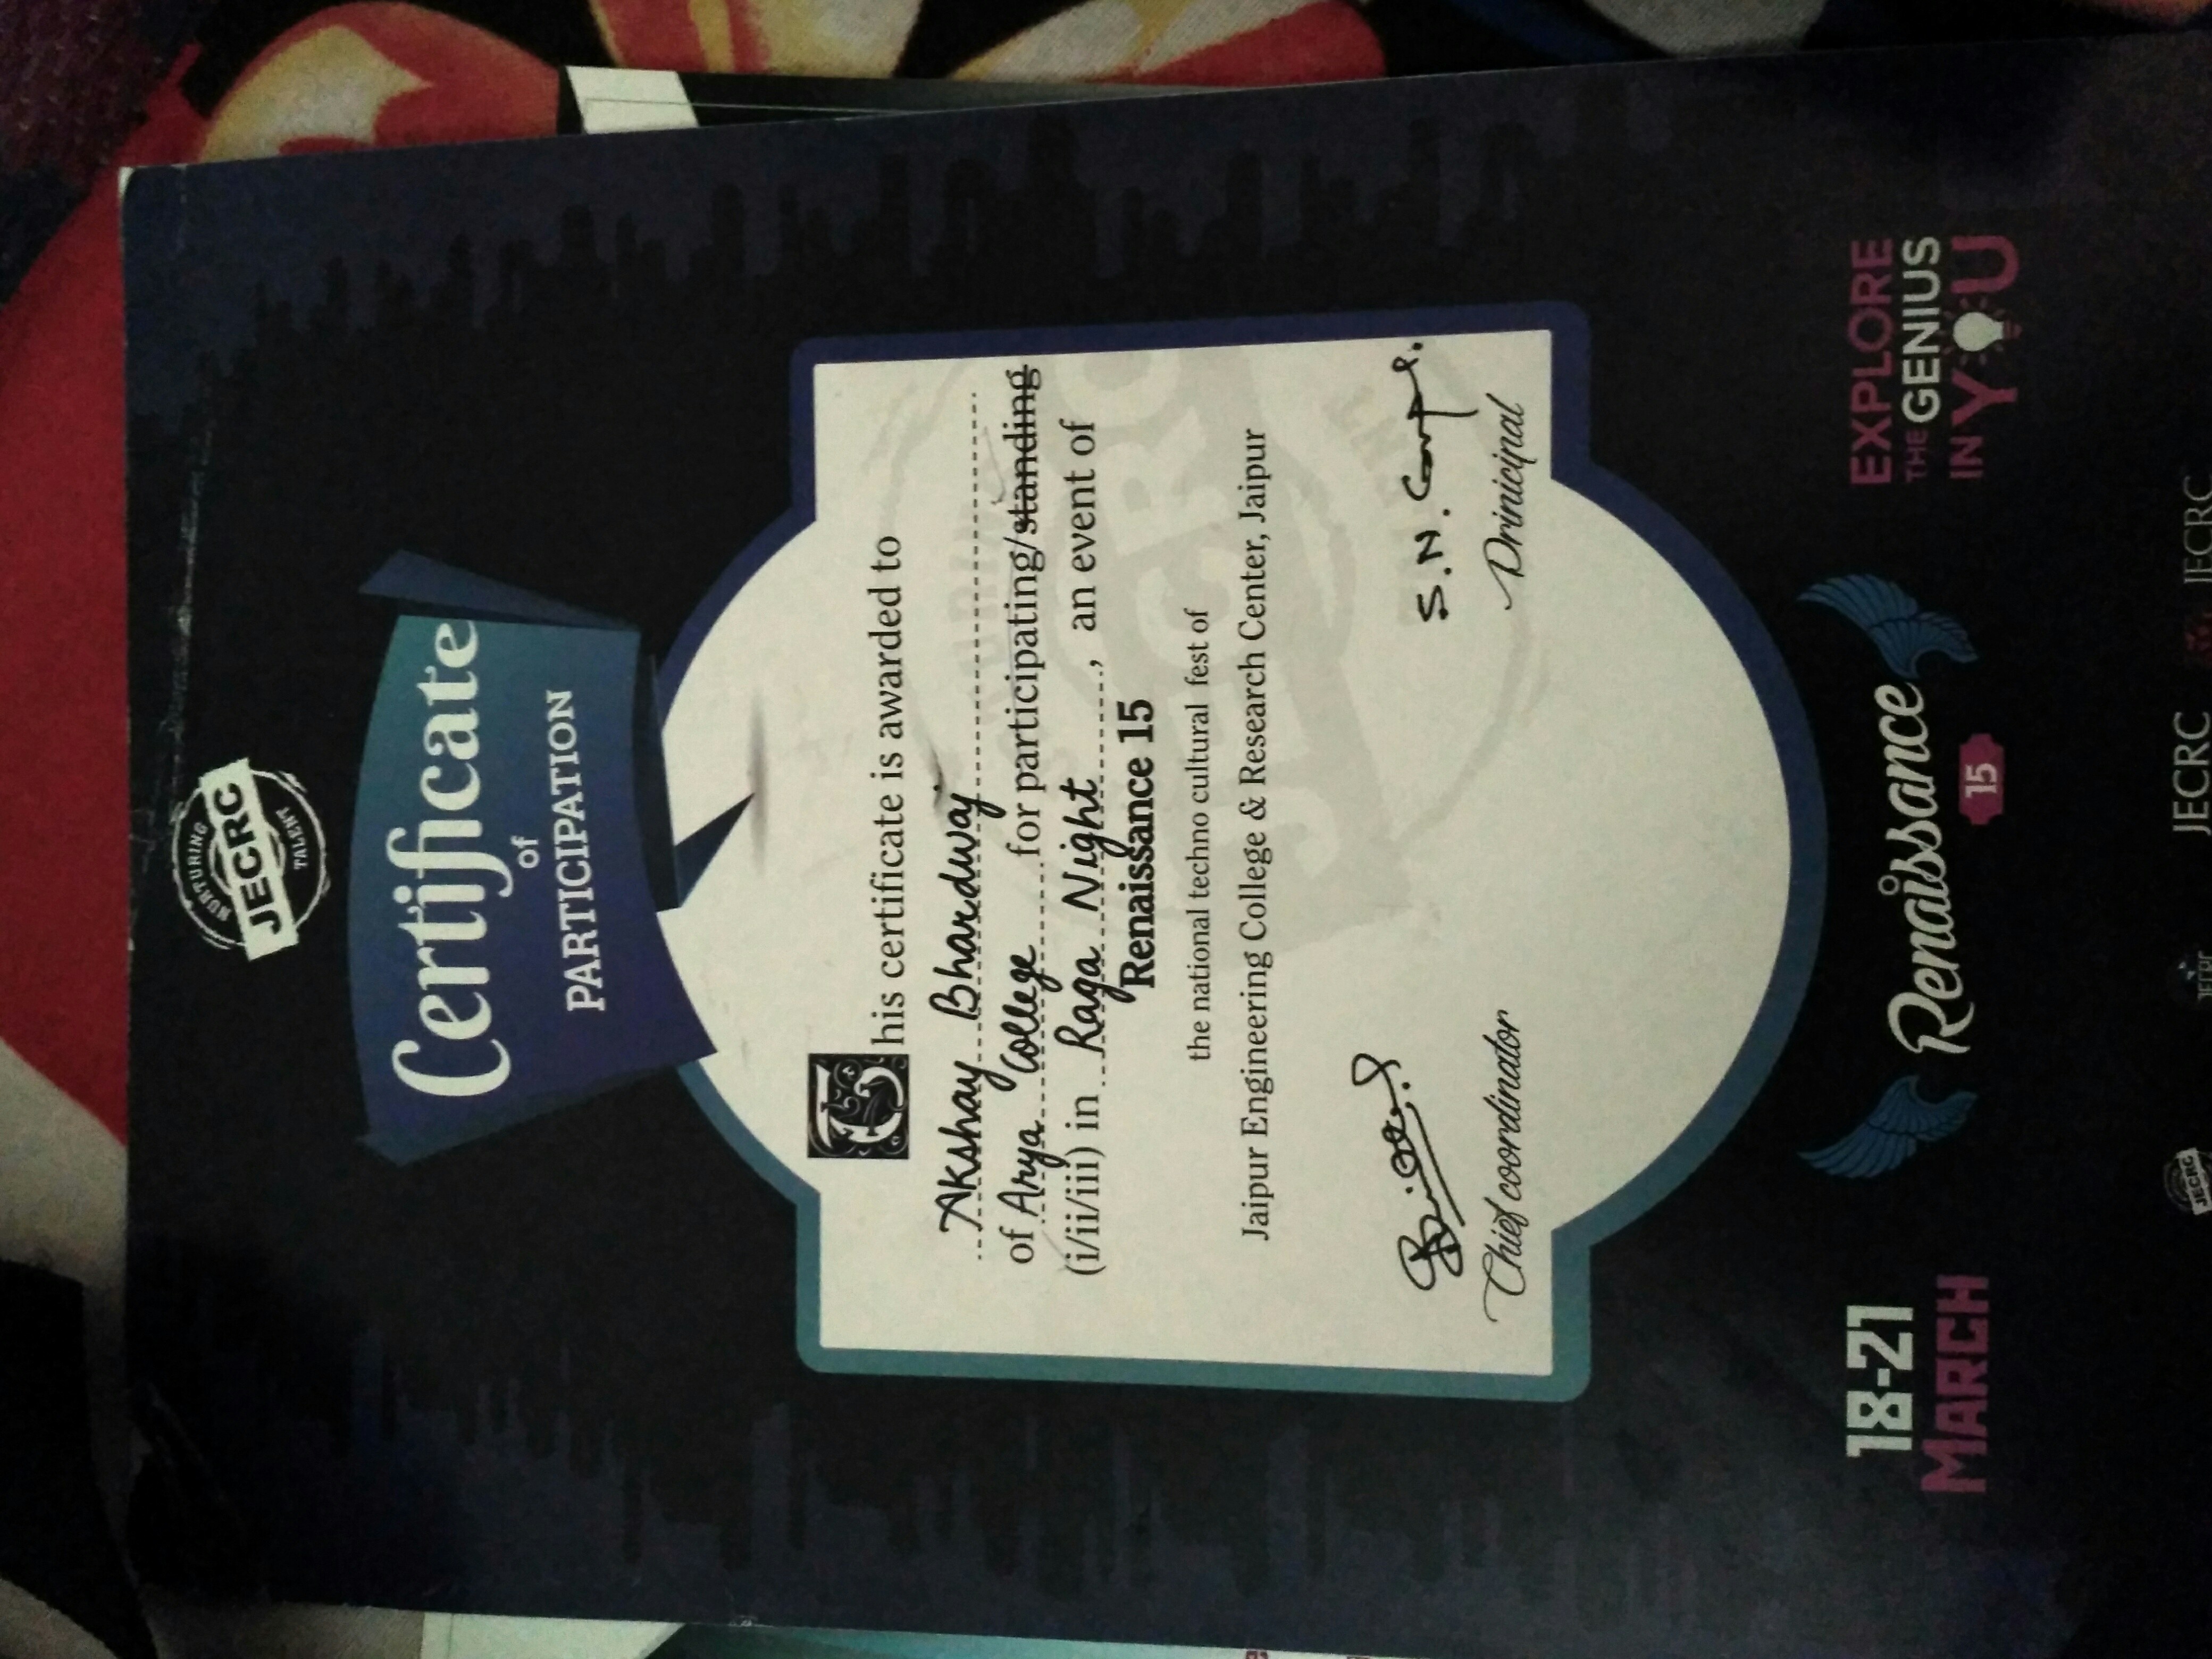 NURTURING
JECRC
TALENT
Certificate
of
PARTICIPATION
This certificate is awarded to
Akshay Bhardwaj
of Arya College for participating/standing
(i/ii/iii) in Raga Night, an event of
Renaissance 15
the national techno cultural fest of
Jaipur Engineering College & Research Center, Jaipur
S.N.
Chief coordinator Principal
18-21
MARCH
Renaissance
15
EXPLORE
THE GENIUS
IN YOU
JECRC JECRC JECRC JECRC